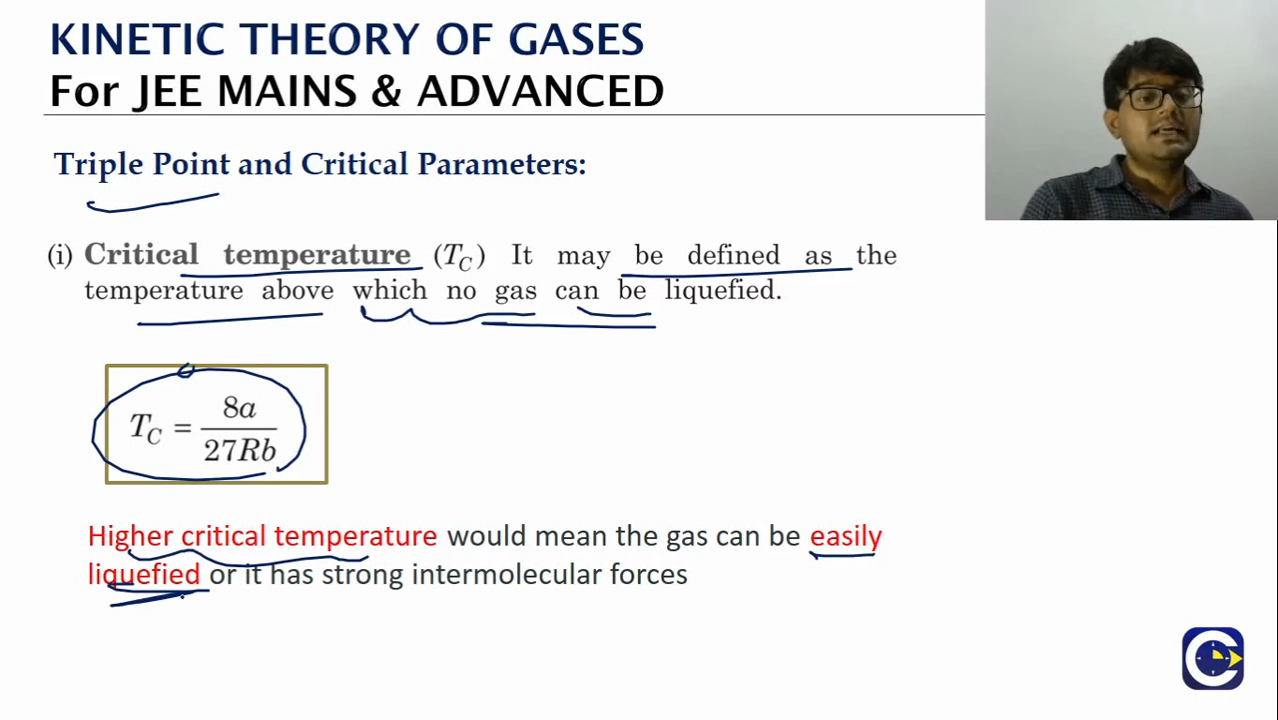 KINETIC THEORY OF GASES
For JEE MAINS & ADVANCED
Triple Point and Critical Parameters:
(i) Critical temperature (T_C) It may be defined as the
temperature above which no gas can be liquefied.
T_C = 8a / 27Rb
Higher critical temperature would mean the gas can be easily
liquefied or it has strong intermolecular forces